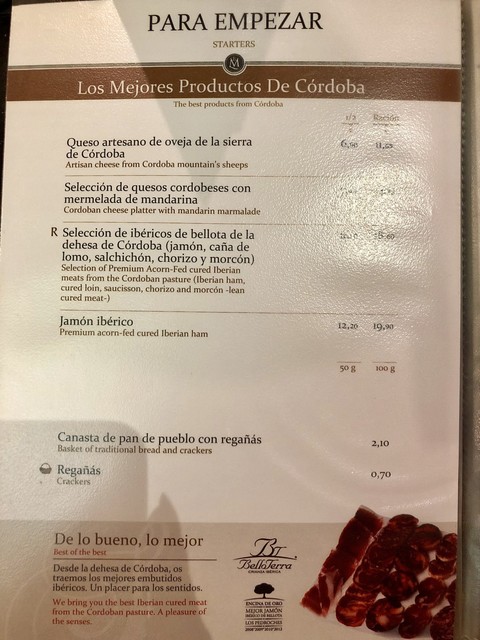 PARA EMPEZAR
STARTERS
M
Los Mejores Productos De Córdoba
The best products from Córdoba
1/2 Ración
Queso artesano de oveja de la sierra
de Córdoba
Artisan cheese from Cordoba mountain's sheeps
Selección de quesos cordobeses con
mermelada de mandarina
Cordoban cheese platter with mandarin marmalade
R Selección de ibéricos de bellota de la
dehesa de Córdoba (jamón, caña de
lomo, salchichón, chorizo y morcón)
Selection of Premium Acorn-Fed cured Iberian
meats from the Cordoban pasture (Iberian ham,
cured loin, saucisson, chorizo and morcón -lean
cured meat-)
Jamón ibérico 12,20 19,90
Premium acorn-fed cured Iberian ham
50 g 100 g
Canasta de pan de pueblo con regañás 2,10
Basket of traditional bread and crackers
Regañás 0,70
Crackers
De lo bueno, lo mejor
Best of the best
Desde la dehesa de Córdoba, os
traemos los mejores embutidos
ibéricos. Un placer para los sentidos.
We bring you the best Iberian cured meat
from the Cordoban pasture. A pleasure of
the senses.
BT
BellaTerra
ENCINA DE ORO
MEJOR JAMÓN
IBÉRICO DE BELLOTA
LOS PEDROCHES